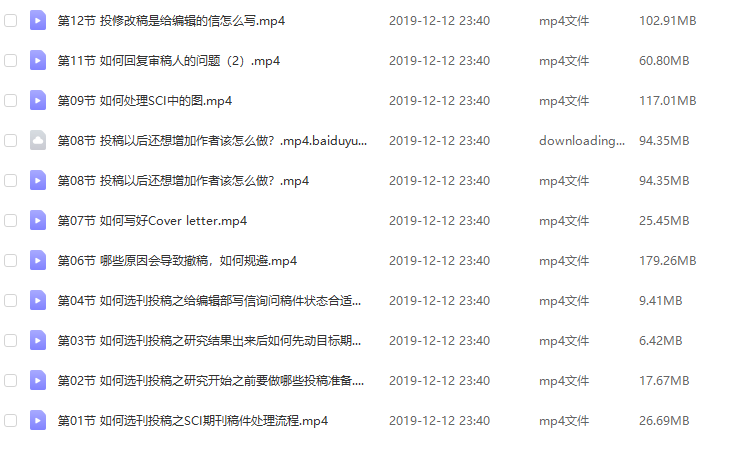 第12节 投修改稿是给编辑的信怎么写.mp4 2019-12-12 23:40 mp4文件 102.91MB
第11节 如何回复审稿人的问题（2）.mp4 2019-12-12 23:40 mp4文件 60.80MB
第09节 如何处理SCI中的图.mp4 2019-12-12 23:40 mp4文件 117.01MB
第08节 投稿以后还想增加作者该怎么做？.mp4.baiduyu... 2019-12-12 23:40 downloading... 94.35MB
第08节 投稿以后还想增加作者该怎么做？.mp4 2019-12-12 23:40 mp4文件 94.35MB
第07节 如何写好Cover letter.mp4 2019-12-12 23:40 mp4文件 25.45MB
第06节 哪些原因会导致撤稿，如何规避.mp4 2019-12-12 23:40 mp4文件 179.26MB
第04节 如何选刊投稿之给编辑部写信询问稿件状态合适... 2019-12-12 23:40 mp4文件 9.41MB
第03节 如何选刊投稿之研究结果出来后如何先动目标期... 2019-12-12 23:40 mp4文件 6.42MB
第02节 如何选刊投稿之研究开始之前要做哪些投稿准备.... 2019-12-12 23:40 mp4文件 17.67MB
第01节 如何选刊投稿之SCI期刊稿件处理流程.mp4 2019-12-12 23:40 mp4文件 26.69MB